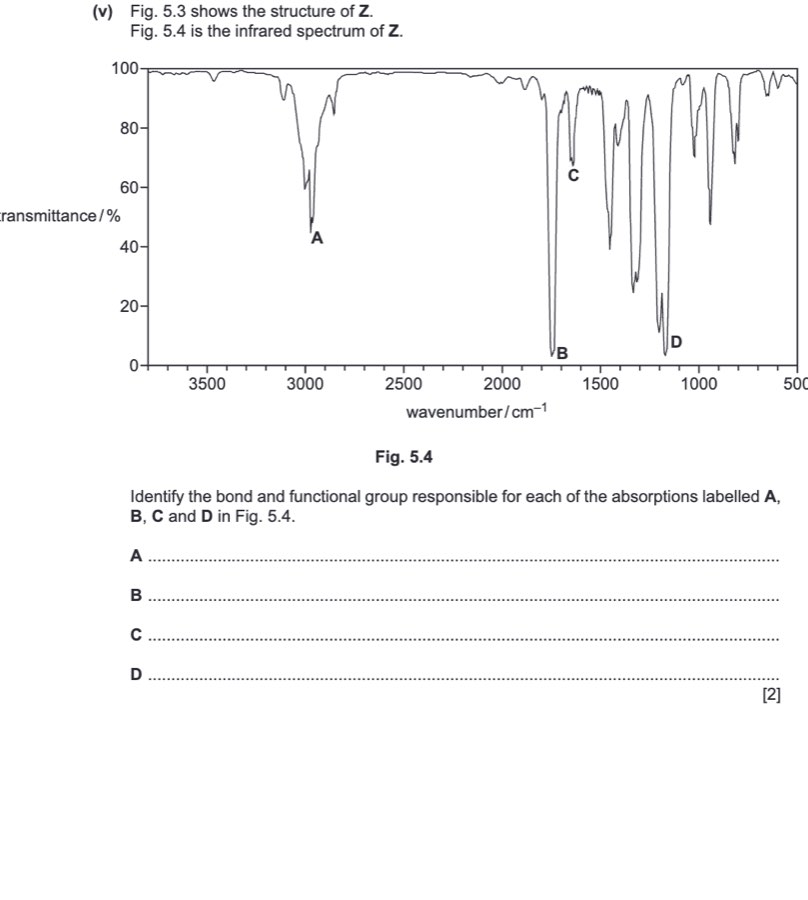 (v) Fig. 5.3 shows the structure of Z.
Fig. 5.4 is the infrared spectrum of Z.
100
80
60
ransmittance / %
40
20
0
A
B
C
D
3500 3000 2500 2000 1500 1000 500
wavenumber / cm⁻¹
Fig. 5.4
Identify the bond and functional group responsible for each of the absorptions labelled A,
B, C and D in Fig. 5.4.
A ..............................................................................................................
B ..............................................................................................................
C ..............................................................................................................
D ..............................................................................................................
[2]